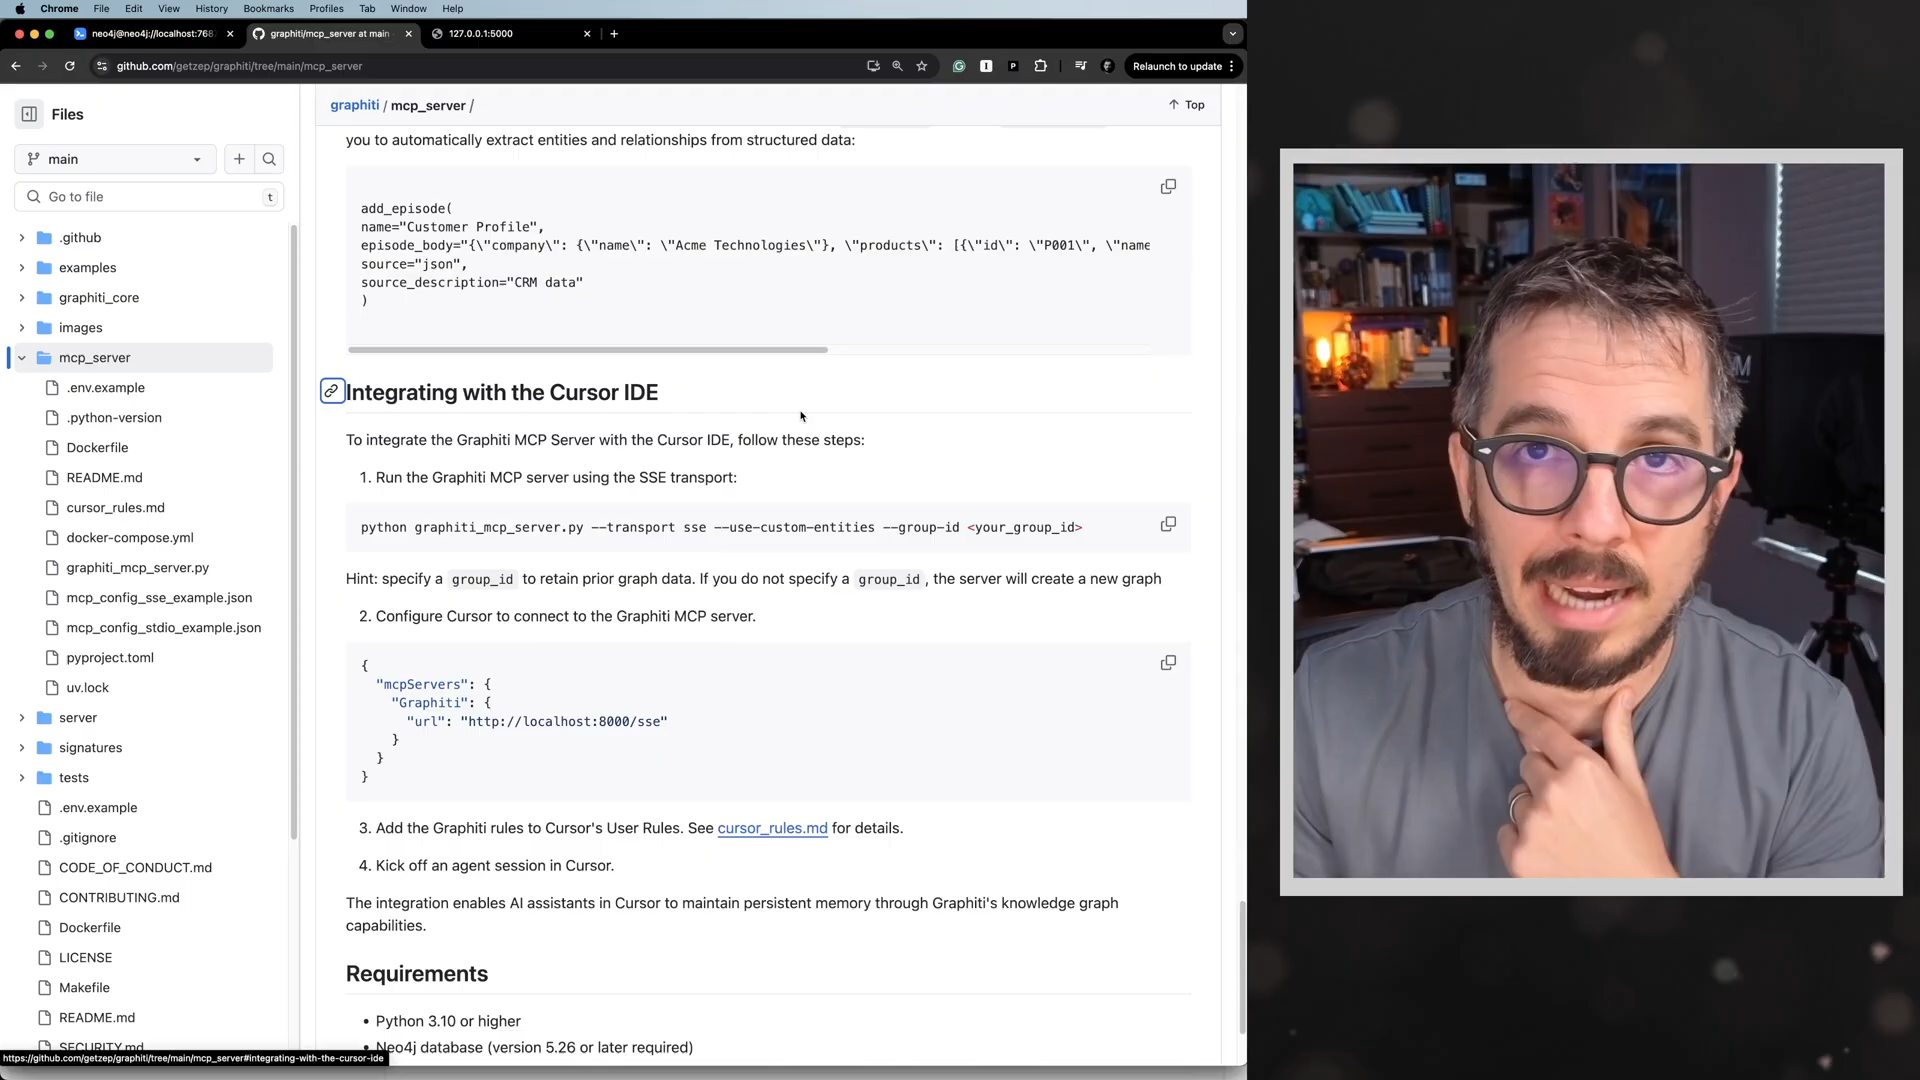 Chrome File Edit View History Bookmarks Profiles Tab Window Help
neo4j@neo4j://localhost:768
graphiti/mcp_server at main
127.0.0.1:5000
github.com/getzep/graphiti/tree/main/mcp_server
Relaunch to update
Files
graphiti / mcp_server /
Top
main
Go to file
t
.github
examples
graphiti_core
images
mcp_server
.env.example
.python-version
Dockerfile
README.md
cursor_rules.md
docker-compose.yml
graphiti_mcp_server.py
mcp_config_sse_example.json
mcp_config_stdio_example.json
pyproject.toml
uv.lock
server
signatures
tests
.env.example
.gitignore
CODE_OF_CONDUCT.md
CONTRIBUTING.md
Dockerfile
LICENSE
Makefile
README.md
SECURITY.md
https://github.com/getzep/graphiti/tree/main/mcp_server#integrating-with-the-cursor-ide
you to automatically extract entities and relationships from structured data:
add_episode(
name="Customer Profile",
episode_body="{\"company\": {\"name\": \"Acme Technologies\"}, \"products\": [{\"id\": \"P001\", \"name
source="json",
source_description="CRM data"
)
Integrating with the Cursor IDE
To integrate the Graphiti MCP Server with the Cursor IDE, follow these steps:
1. Run the Graphiti MCP server using the SSE transport:
python graphiti_mcp_server.py --transport sse --use-custom-entities --group-id <your_group_id>
Hint: specify a group_id to retain prior graph data. If you do not specify a group_id, the server will create a new graph
2. Configure Cursor to connect to the Graphiti MCP server.
{
"mcpServers": {
"Graphiti": {
"url": "http://localhost:8000/sse"
}
}
}
3. Add the Graphiti rules to Cursor's User Rules. See cursor_rules.md for details.
4. Kick off an agent session in Cursor.
The integration enables AI assistants in Cursor to maintain persistent memory through Graphiti's knowledge graph
capabilities.
Requirements
• Python 3.10 or higher
• Neo4j database (version 5.26 or later required)